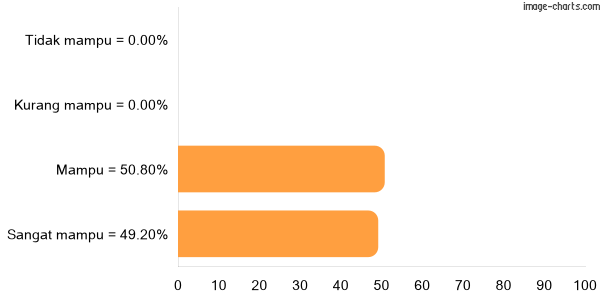 image-charts.com
Tidak mampu = 0.00%
Kurang mampu = 0.00%
Mampu = 50.80%
Sangat mampu = 49.20%
0 10 20 30 40 50 60 70 80 90 100